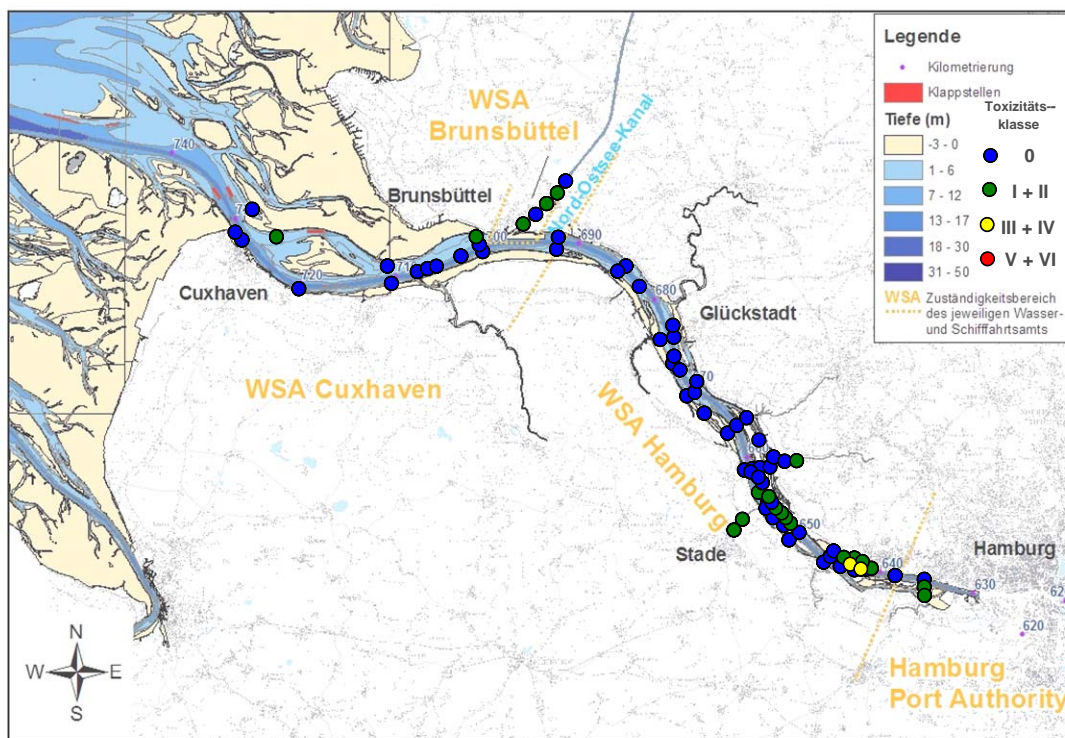 Legende
Kilometrierung
Klappstellen
Tiefe (m)
-3 - 0
1 - 6
7 - 12
13 - 17
18 - 30
31 - 50
WSA Zuständigkeitsbereich
des jeweiligen Wasser-
und Schifffahrtsamts
Toxizitäts--
klasse
0
I + II
III + IV
V + VI
WSA
Brunsbüttel
Nord-Ostsee-Kanal
740
Brunsbüttel
690
720
Cuxhaven
680
Glückstadt
WSA Cuxhaven
WSA Hamburg
650
Stade
640
Hamburg
630
620
Hamburg
Port Authority
N
W
E
S